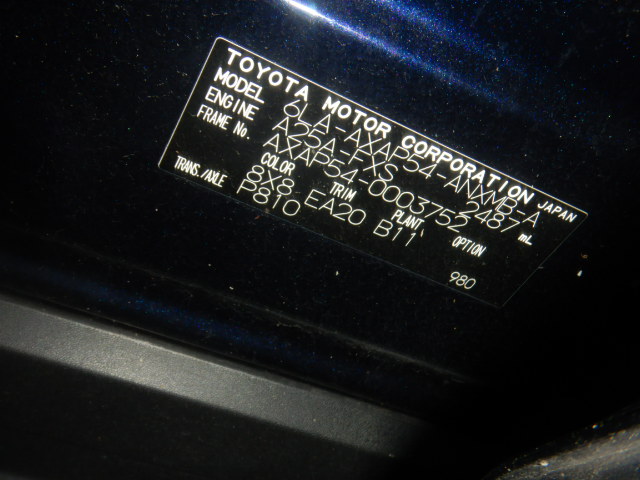 TOYOTA MOTOR CORPORATION JAPAN
MODEL 6LA-AXAP54-ANXMB-A
ENGINE A25A-FXS 2487 mL
FRAME No. AXAP54-0003752
COLOR TRIM PLANT OPTION
8X8 EA20 B11
TRANS./AXLE P810
980